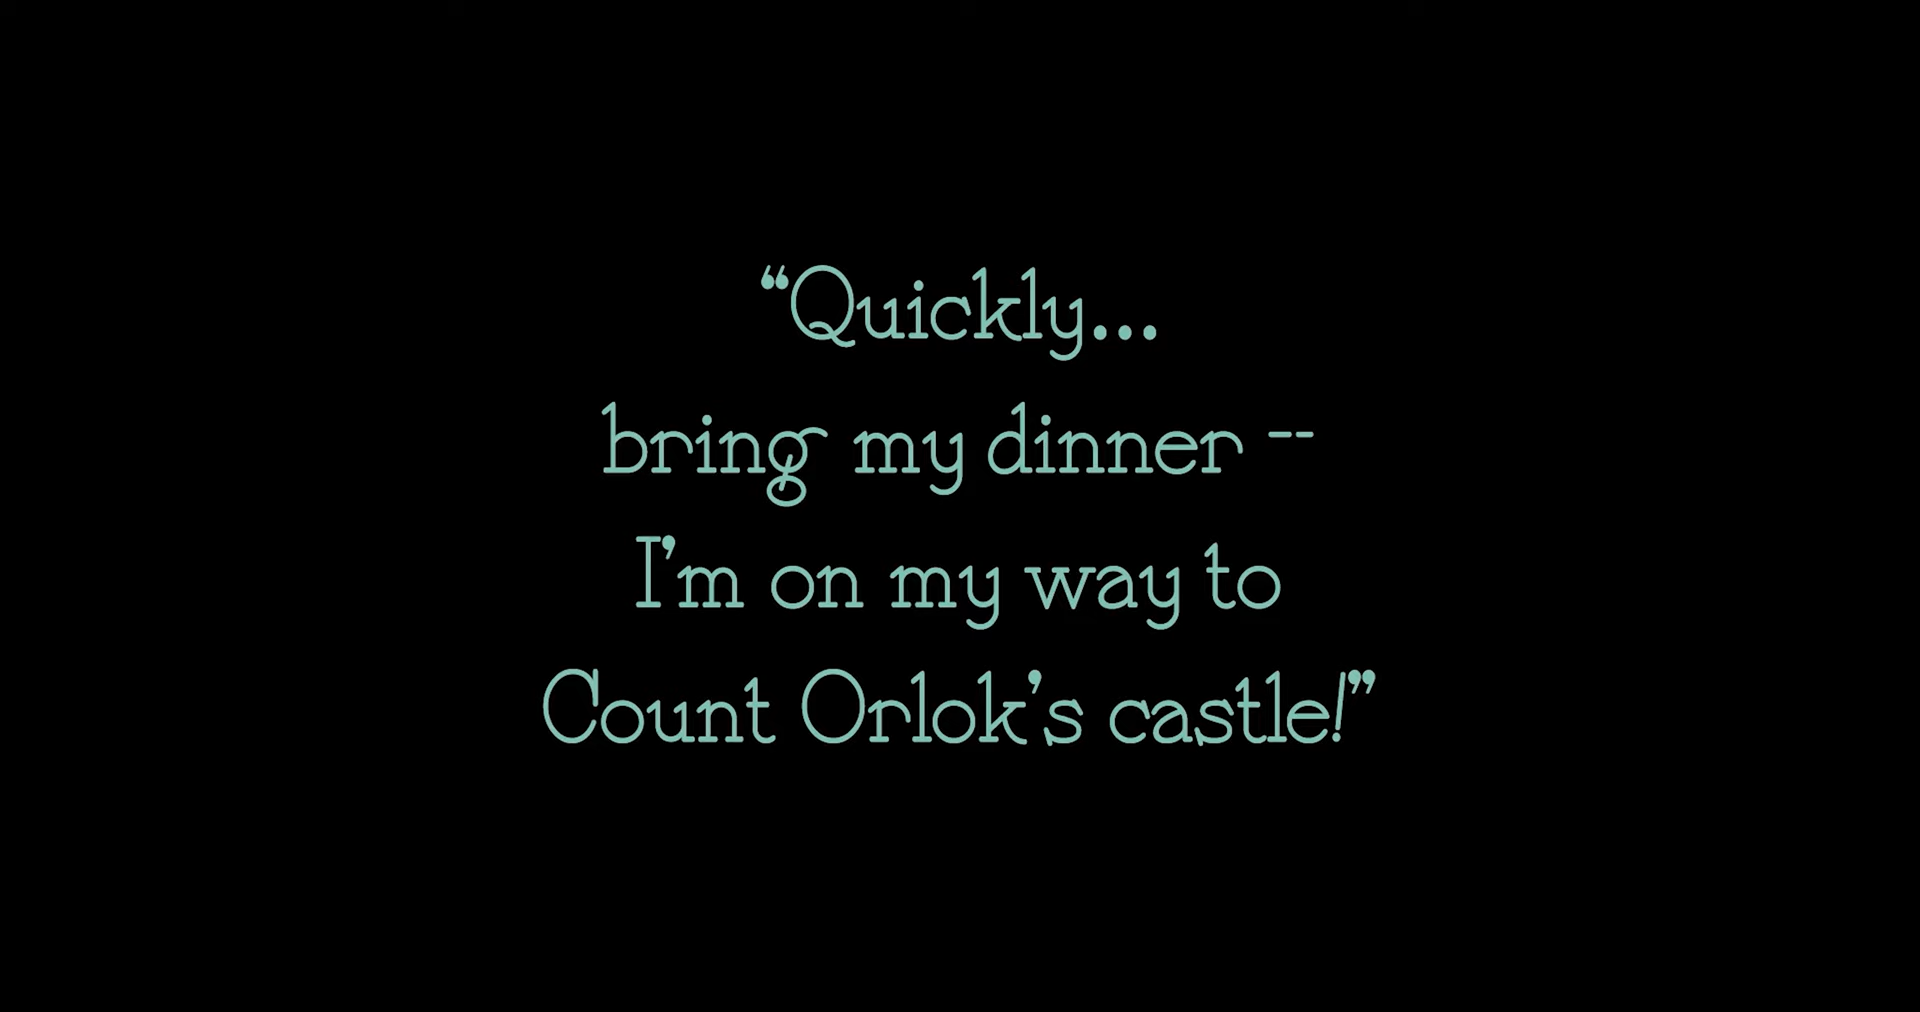 “Quickly...
bring my dinner --
I’m on my way to
Count Orlok’s castle!”